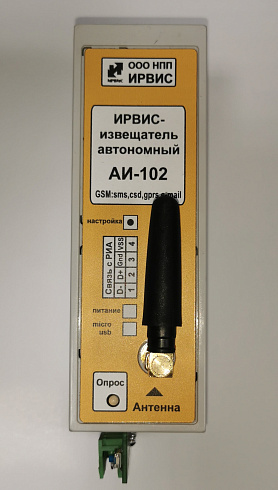 ООО НПП
ИРВИС
ИРВИС
ИРВИС-
извещатель
автономный
АИ-102
GSM:sms,csd,gprs,email
настройка
Связь с РИА
D- D+ Gnd VSS
1 2 3 4
питание
micro
usb
Опрос
Антенна